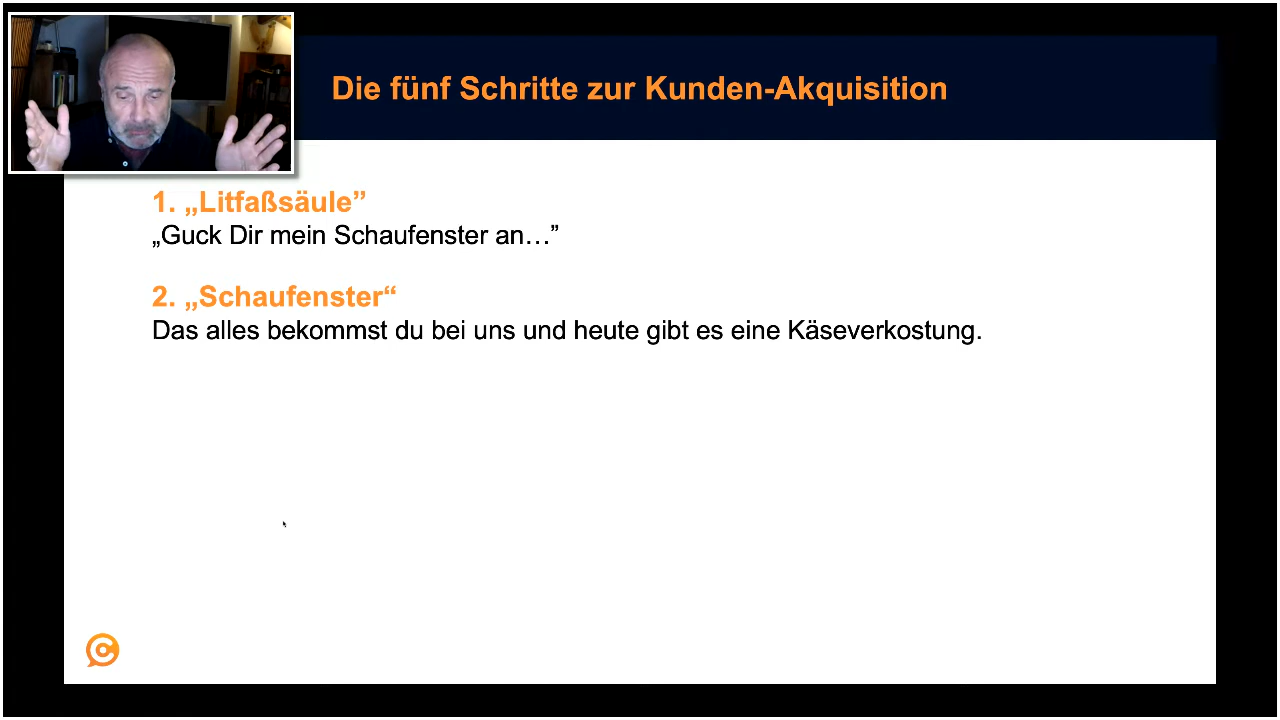 Die fünf Schritte zur Kunden-Akquisition
1. „Litfaßsäule”
„Guck Dir mein Schaufenster an…”
2. „Schaufenster“
Das alles bekommst du bei uns und heute gibt es eine Käseverkostung.